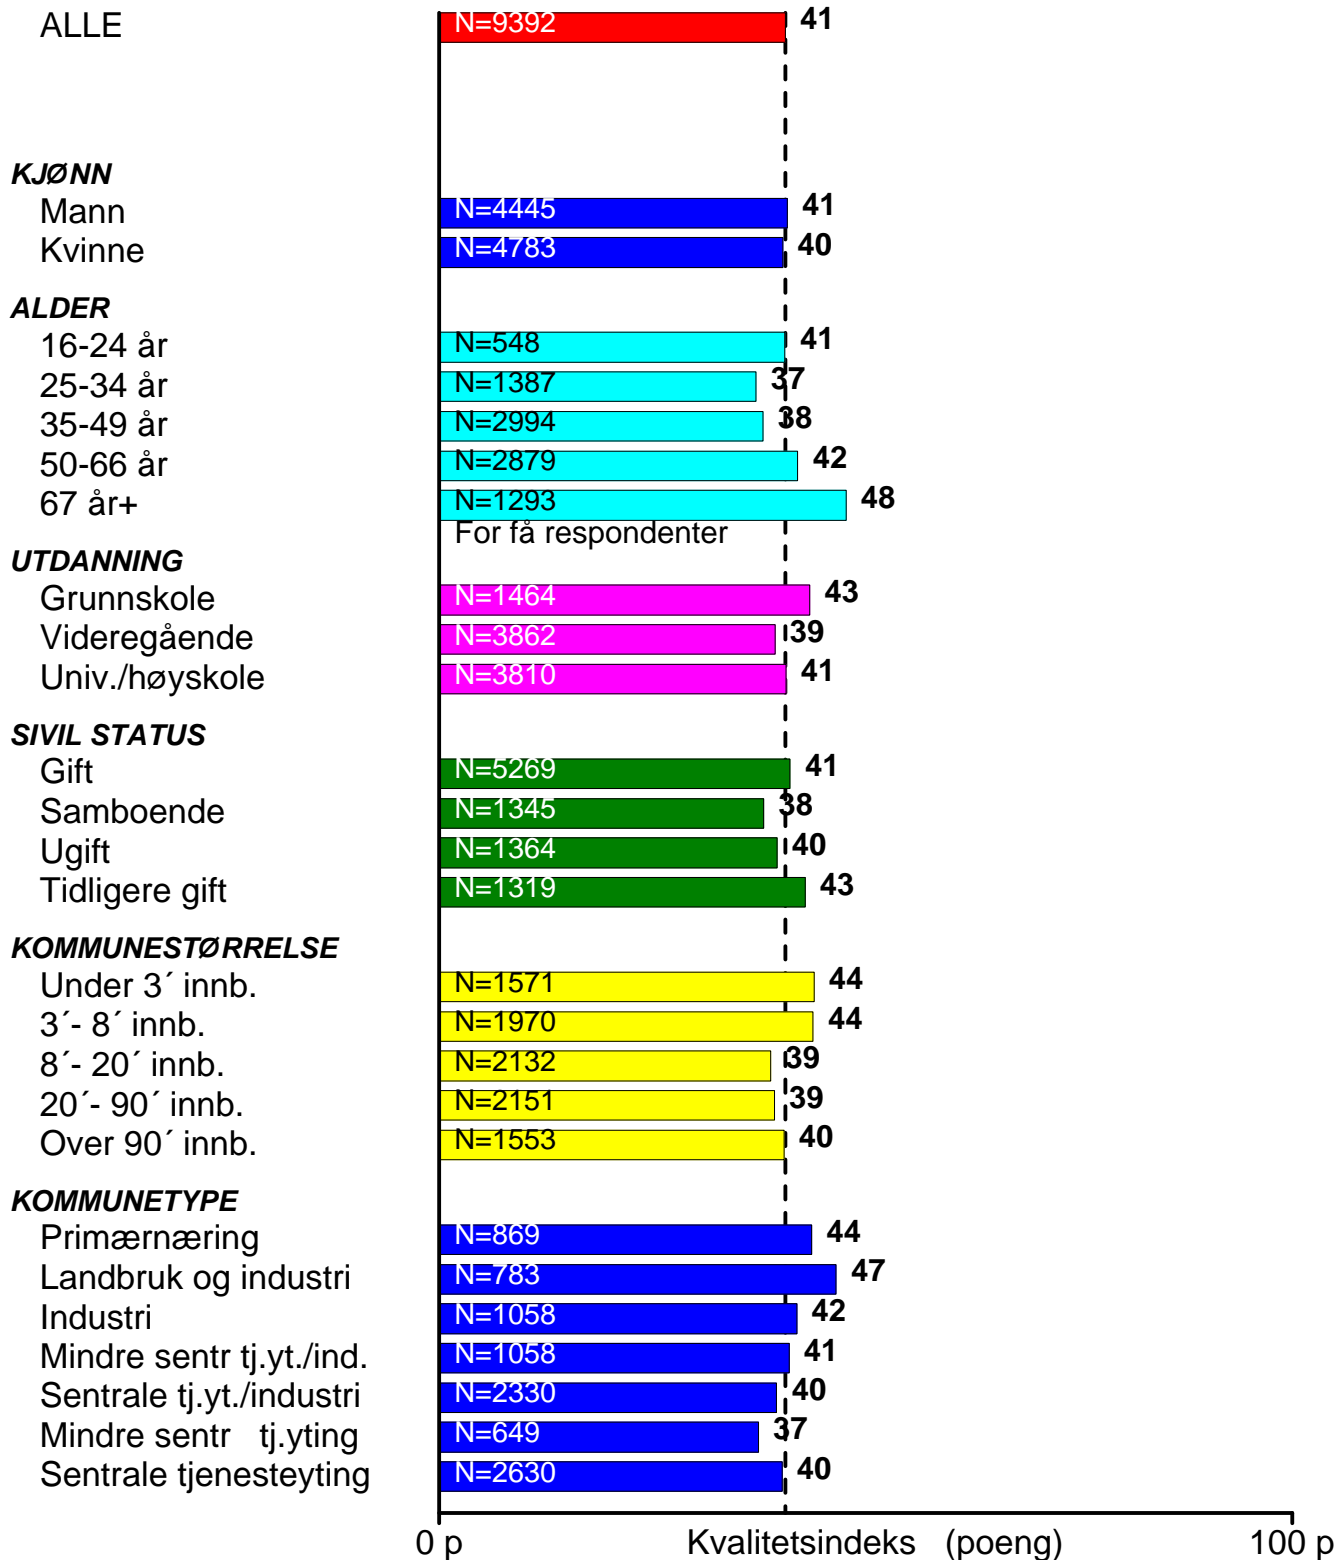 ALLE N=9392 41
KJØNN
Mann N=4445 41
Kvinne N=4783 40
ALDER
16-24 år N=548 41
25-34 år N=1387 37
35-49 år N=2994 38
50-66 år N=2879 42
67 år+ N=1293 48
For få respondenter
UTDANNING
Grunnskole N=1464 43
Videregående N=3862 39
Univ./høyskole N=3810 41
SIVIL STATUS
Gift N=5269 41
Samboende N=1345 38
Ugift N=1364 40
Tidligere gift N=1319 43
KOMMUNESTØRRELSE
Under 3´ innb. N=1571 44
3´- 8´ innb. N=1970 44
8´- 20´ innb. N=2132 39
20´- 90´ innb. N=2151 39
Over 90´ innb. N=1553 40
KOMMUNETYPE
Primærnæring N=869 44
Landbruk og industri N=783 47
Industri N=1058 42
Mindre sentr tj.yt./ind. N=1058 41
Sentrale tj.yt./industri N=2330 40
Mindre sentr tj.yting N=649 37
Sentrale tjenesteyting N=2630 40
0 p Kvalitetsindeks (poeng) 100 p